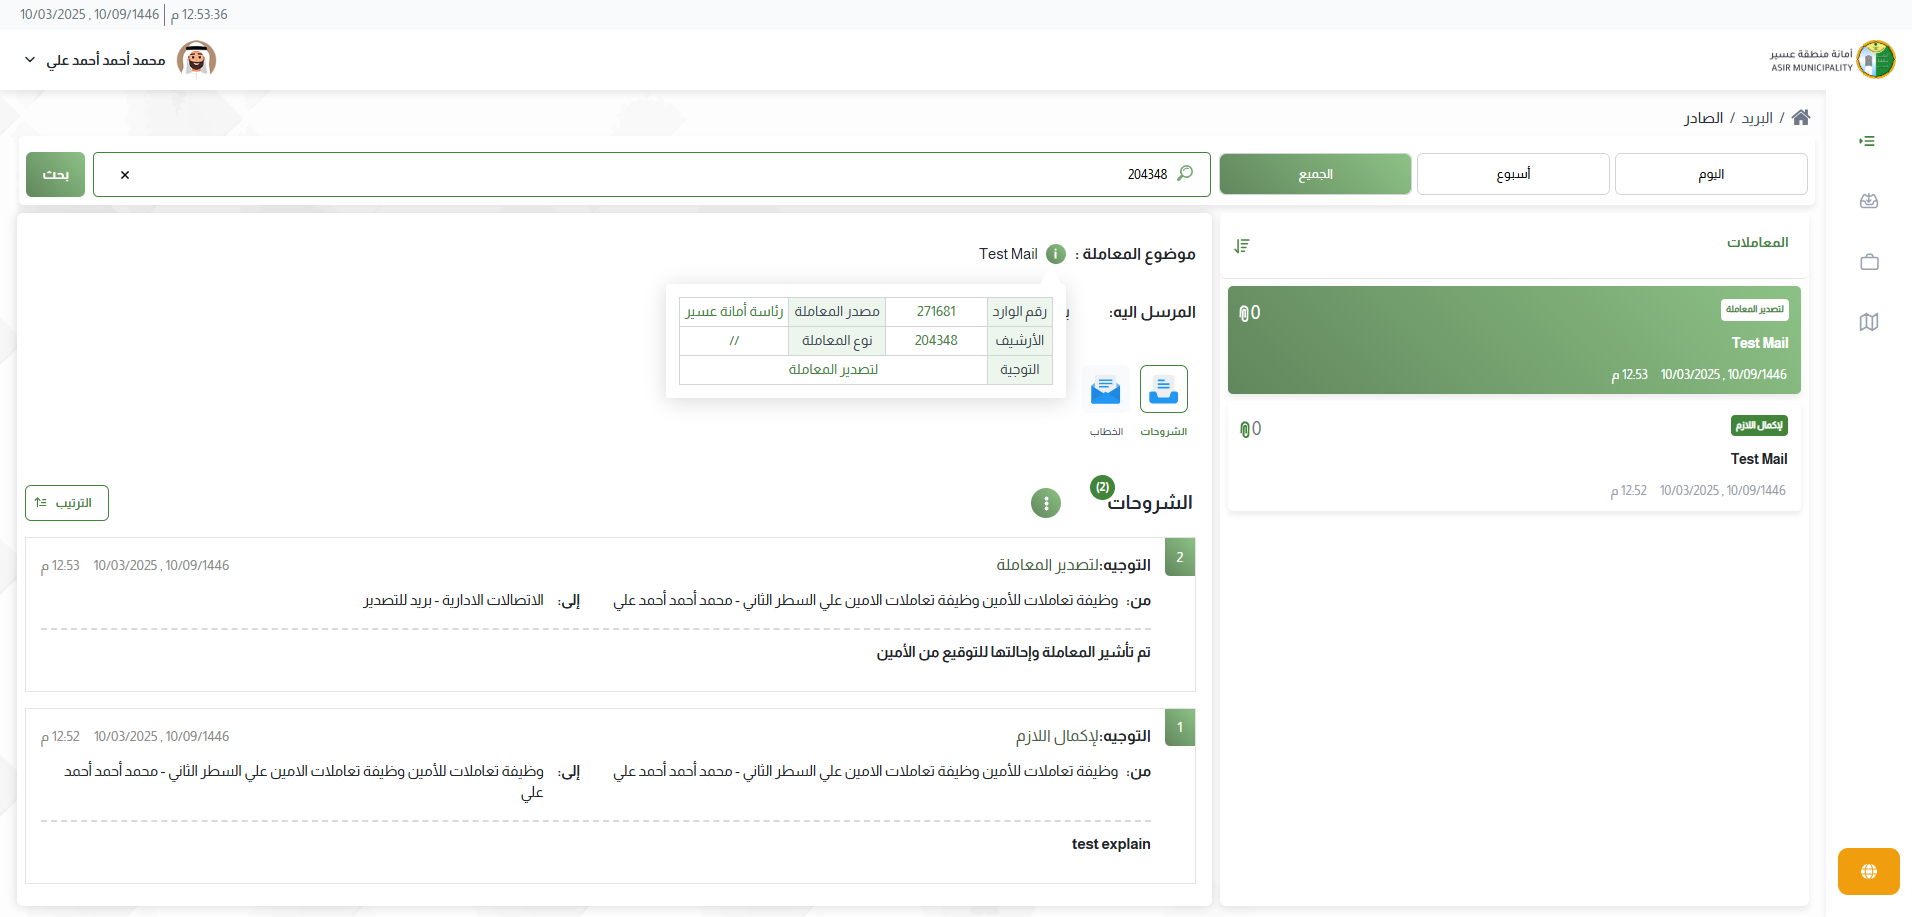 10/03/2025 , 10/09/1446 | 12:53:36 م
أمانة منطقة عسير
ASIR MUNICIPALITY
محمد أحمد أحمد علي
/ البريد / الصادر
اليوم
أسبوع
الجميع
204348
×
بحث
المعاملات
لتصدير المعاملة
0
Test Mail
10/03/2025 , 10/09/1446 12:53 م
لإكمال اللازم
0
Test Mail
10/03/2025 , 10/09/1446 12:52 م
موضوع المعاملة : i Test Mail
المرسل اليه:
رقم الوارد 271681 مصدر المعاملة رئاسة أمانة عسير
الأرشيف 204348 نوع المعاملة //
التوجية لتصدير المعاملة
الشروحات
الخطاب
الشروحات (2)
الترتيب
2
التوجيه:لتصدير المعاملة
10/03/2025 , 10/09/1446 12:53 م
من: وظيفة تعاملات للأمين وظيفة تعاملات الامين علي السطر الثاني - محمد أحمد أحمد علي
إلى: الاتصالات الادارية - بريد للتصدير
تم تأشير المعاملة وإحالتها للتوقيع من الأمين
1
التوجيه:لإكمال اللازم
10/03/2025 , 10/09/1446 12:52 م
من: وظيفة تعاملات للأمين وظيفة تعاملات الامين علي السطر الثاني - محمد أحمد أحمد علي
إلى: وظيفة تعاملات للأمين وظيفة تعاملات الامين علي السطر الثاني - محمد أحمد أحمد
علي
test explain